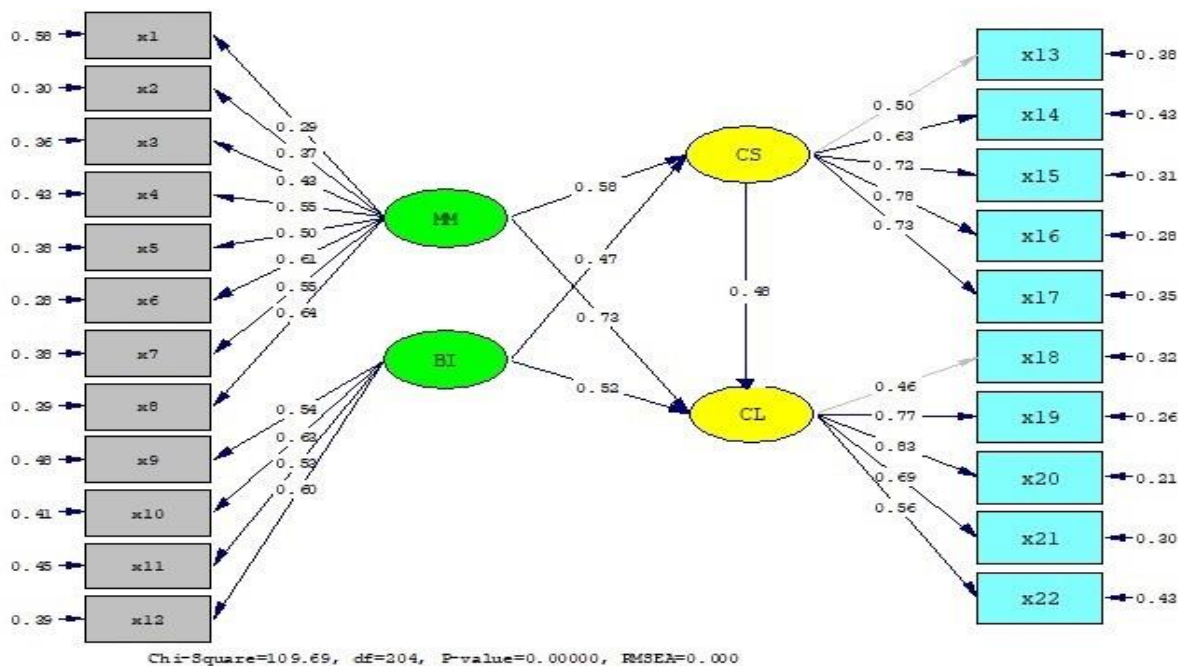 0.58 x1
0.30 x2
0.36 x3
0.43 x4
0.38 x5
0.28 x6
0.38 x7
0.39 x8
0.48 x9
0.41 x10
0.45 x11
0.39 x12
0.29
0.37
0.43
0.55
0.50
0.61
0.55
0.64
0.54
0.63
0.53
0.60
MM
BI
0.58
0.47
0.73
0.52
CS
0.48
CL
0.50
0.63
0.73
0.78
0.73
0.46
0.77
0.83
0.69
0.56
x13 0.38
x14 0.43
x15 0.31
x16 0.28
x17 0.35
x18 0.32
x19 0.26
x20 0.21
x21 0.30
x22 0.43
Chi-Square=109.69, df=204, P-value=0.00000, RMSEA=0.000